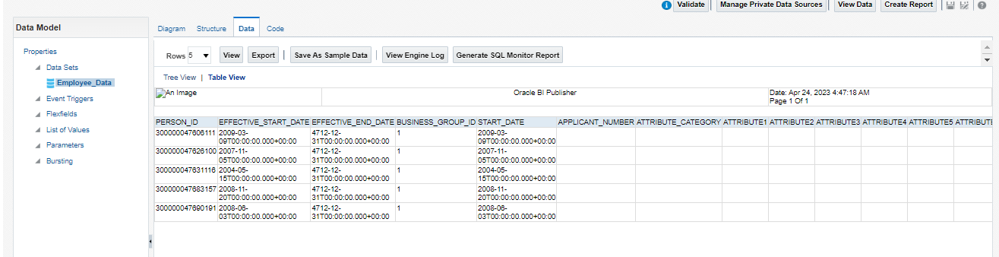 Validate Manage Private Data Sources View Data Create Report
Data Model
Diagram Structure Data Code
Properties
Data Sets
Employee_Data
Event Triggers
Flexfields
List of Values
Parameters
Bursting
Rows 5 View Export Save As Sample Data View Engine Log Generate SQL Monitor Report
Tree View | Table View
An Image Oracle BI Publisher Date: Apr 24, 2023 4:47:18 AM
Page 1 Of 1
PERSON_ID EFFECTIVE_START_DATE EFFECTIVE_END_DATE BUSINESS_GROUP_ID START_DATE APPLICANT_NUMBER ATTRIBUTE_CATEGORY ATTRIBUTE1 ATTRIBUTE2 ATTRIBUTE3 ATTRIBUTE4 ATTRIBUTE5 ATTRIBUTE
300000047606111 2009-03- 4712-12- 1 2009-03-
09T00:00:00.000+00:00 31T00:00:00.000+00:00 09T00:00:00.000+00:00
300000047626100 2007-11- 4712-12- 1 2007-11-
05T00:00:00.000+00:00 31T00:00:00.000+00:00 05T00:00:00.000+00:00
300000047631116 2004-05- 4712-12- 1 2004-05-
15T00:00:00.000+00:00 31T00:00:00.000+00:00 15T00:00:00.000+00:00
300000047683157 2008-11- 4712-12- 1 2008-11-
20T00:00:00.000+00:00 31T00:00:00.000+00:00 20T00:00:00.000+00:00
300000047690191 2008-06- 4712-12- 1 2008-06-
03T00:00:00.000+00:00 31T00:00:00.000+00:00 03T00:00:00.000+00:00